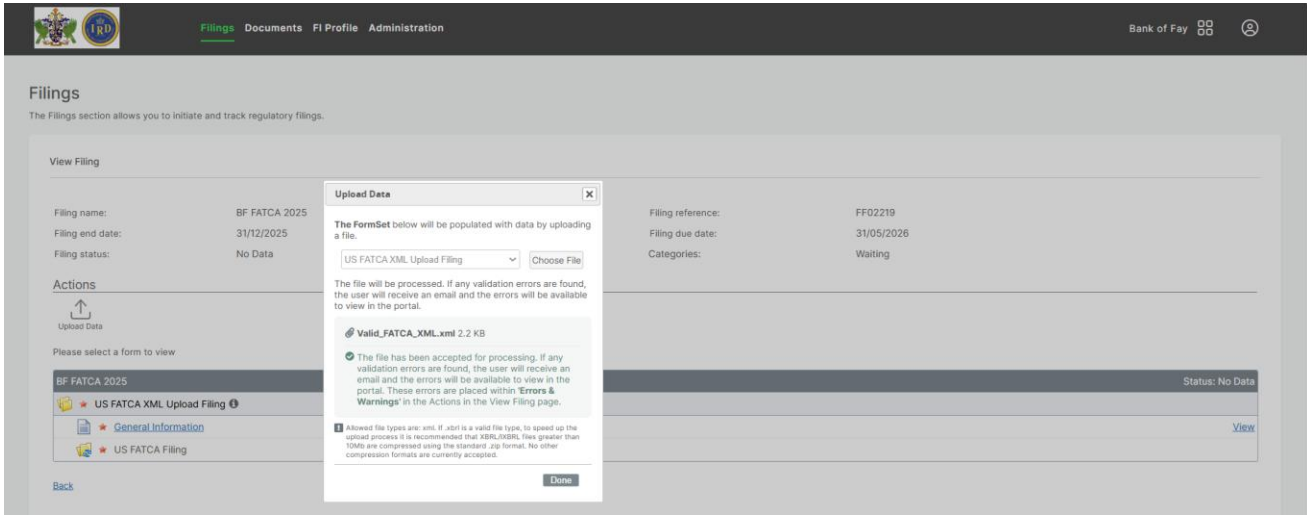 IRD
Filings Documents FI Profile Administration
Bank of Fay
Filings
The Filings section allows you to initiate and track regulatory filings.
View Filing
Filing name: BF FATCA 2025 Filing reference: FF02219
Filing end date: 31/12/2025 Filing due date: 31/05/2026
Filing status: No Data Categories: Waiting
Actions
Upload Data
Please select a form to view
BF FATCA 2025 Status: No Data
US FATCA XML Upload Filing
General Information View
US FATCA Filing
Back
Upload Data
The FormSet below will be populated with data by uploading
a file.
US FATCA XML Upload Filing Choose File
The file will be processed. If any validation errors are found,
the user will receive an email and the errors will be available
to view in the portal.
Valid_FATCA_XML.xml 2.2 KB
The file has been accepted for processing. If any
validation errors are found, the user will receive an
email and the errors will be available to view in the
portal. These errors are placed within 'Errors &
Warnings' in the Actions in the View Filing page.
Allowed file types are: xml. If .xbrl is a valid file type, to speed up the
upload process it is recommended that XBRL/iXBRL files greater than
10Mb are compressed using the standard .zip format. No other
compression formats are currently accepted.
Done